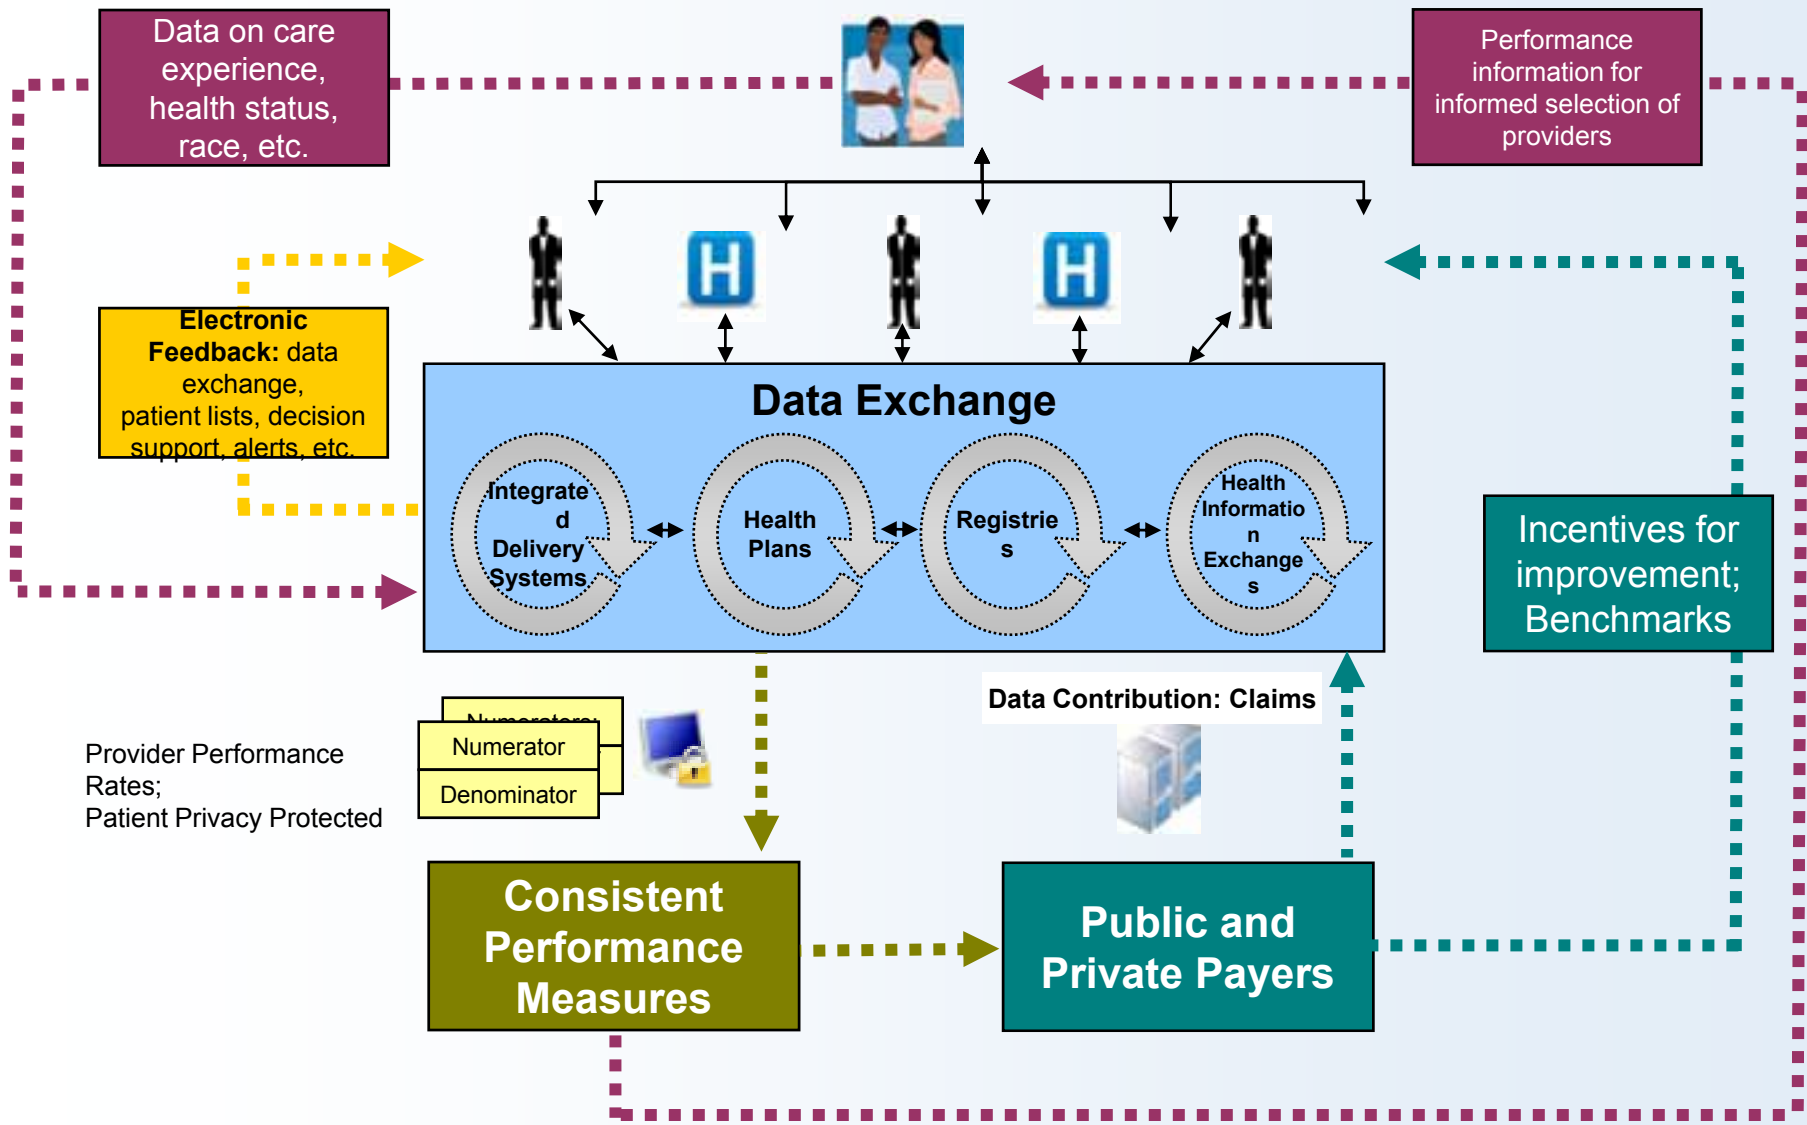 Data on care
experience,
health status,
race, etc.
Performance
information for
informed selection of
providers
H
H
Electronic
Feedback: data
exchange,
patient lists, decision
support, alerts, etc.
Data Exchange
Integrate
d
Delivery
Systems
Health
Plans
Registrie
s
Health
Informatio
n
Exchange
s
Incentives for
improvement;
Benchmarks
Data Contribution: Claims
Provider Performance
Rates;
Patient Privacy Protected
Numerators:
Numerator
Denominator
Consistent
Performance
Measures
Public and
Private Payers